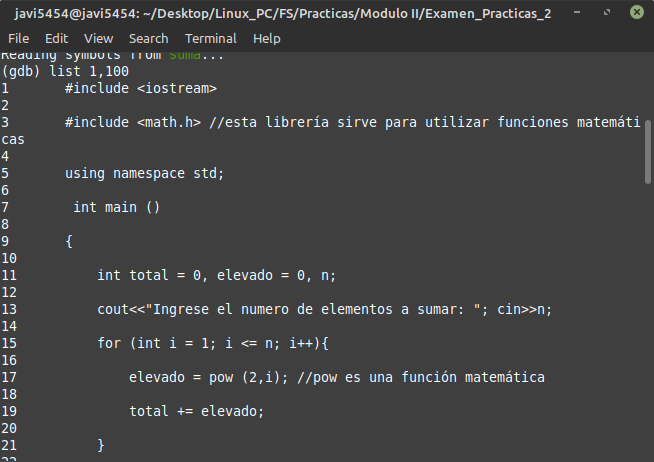 javi5454@javi5454: ~/Desktop/Linux_PC/FS/Practicas/Modulo II/Examen_Practicas_2
File Edit View Search Terminal Help
Reading symbols from suma...
(gdb) list 1,100
1 #include <iostream>
2
3 #include <math.h> //esta librería sirve para utilizar funciones matemáti
cas
4
5 using namespace std;
6
7 int main ()
8
9 {
10
11 int total = 0, elevado = 0, n;
12
13 cout<<"Ingrese el numero de elementos a sumar: "; cin>>n;
14
15 for (int i = 1; i <= n; i++){
16
17 elevado = pow (2,i); //pow es una función matemática
18
19 total += elevado;
20
21 }
22